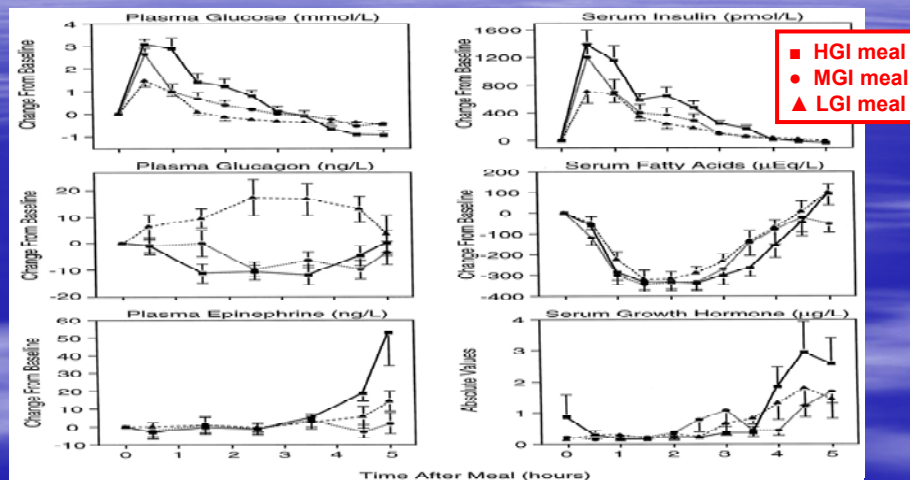 Plasma Glucose (mmol/L)
Change From Baseline
4
3
2
1
0
-1
Serum Insulin (pmol/L)
Change From Baseline
1600
1200
800
400
0
HGI meal
MGI meal
LGI meal
Plasma Glucagon (ng/L)
Change From Baseline
20
10
0
-10
-20
Serum Fatty Acids (μEq/L)
Change From Baseline
200
100
0
-100
-200
-300
-400
Plasma Epinephrine (ng/L)
Change From Baseline
60
50
40
30
20
10
0
-10
0 1 2 3 4 5
Serum Growth Hormone (μg/L)
Absolute Values
4
3
2
1
0
0 1 2 3 4 5
Time After Meal (hours)